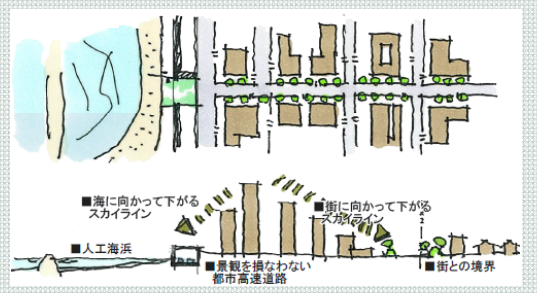 ■海に向かって下がる
スカイライン
■街に向かって下がる
スカイライン
■人工海浜
■景観を損なわない
都市高速道路
■街との境界